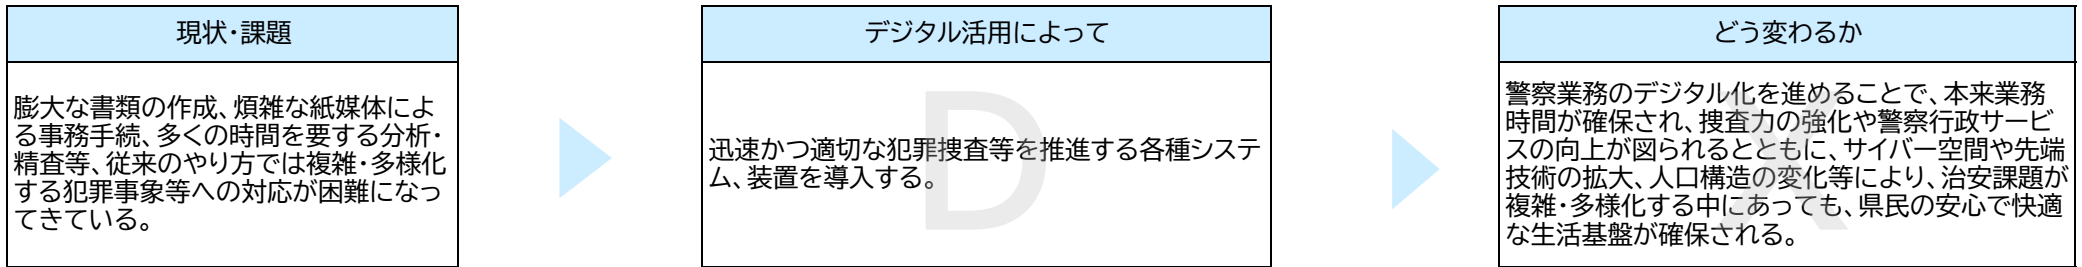 現状・課題
膨大な書類の作成、煩雑な紙媒体によ
る事務手続、多くの時間を要する分析・
精査等、従来のやり方では複雑・多様化
する犯罪事象等への対応が困難になっ
てきている。
デジタル活用によって
D
迅速かつ適切な犯罪捜査等を推進する各種システ
ム、装置を導入する。
どう変わるか
X
警察業務のデジタル化を進めることで、本来業務
時間が確保され、捜査力の強化や警察行政サービ
スの向上が図られるとともに、サイバー空間や先端
技術の拡大、人口構造の変化等により、治安課題が
複雑・多様化する中にあっても、県民の安心で快適
な生活基盤が確保される。